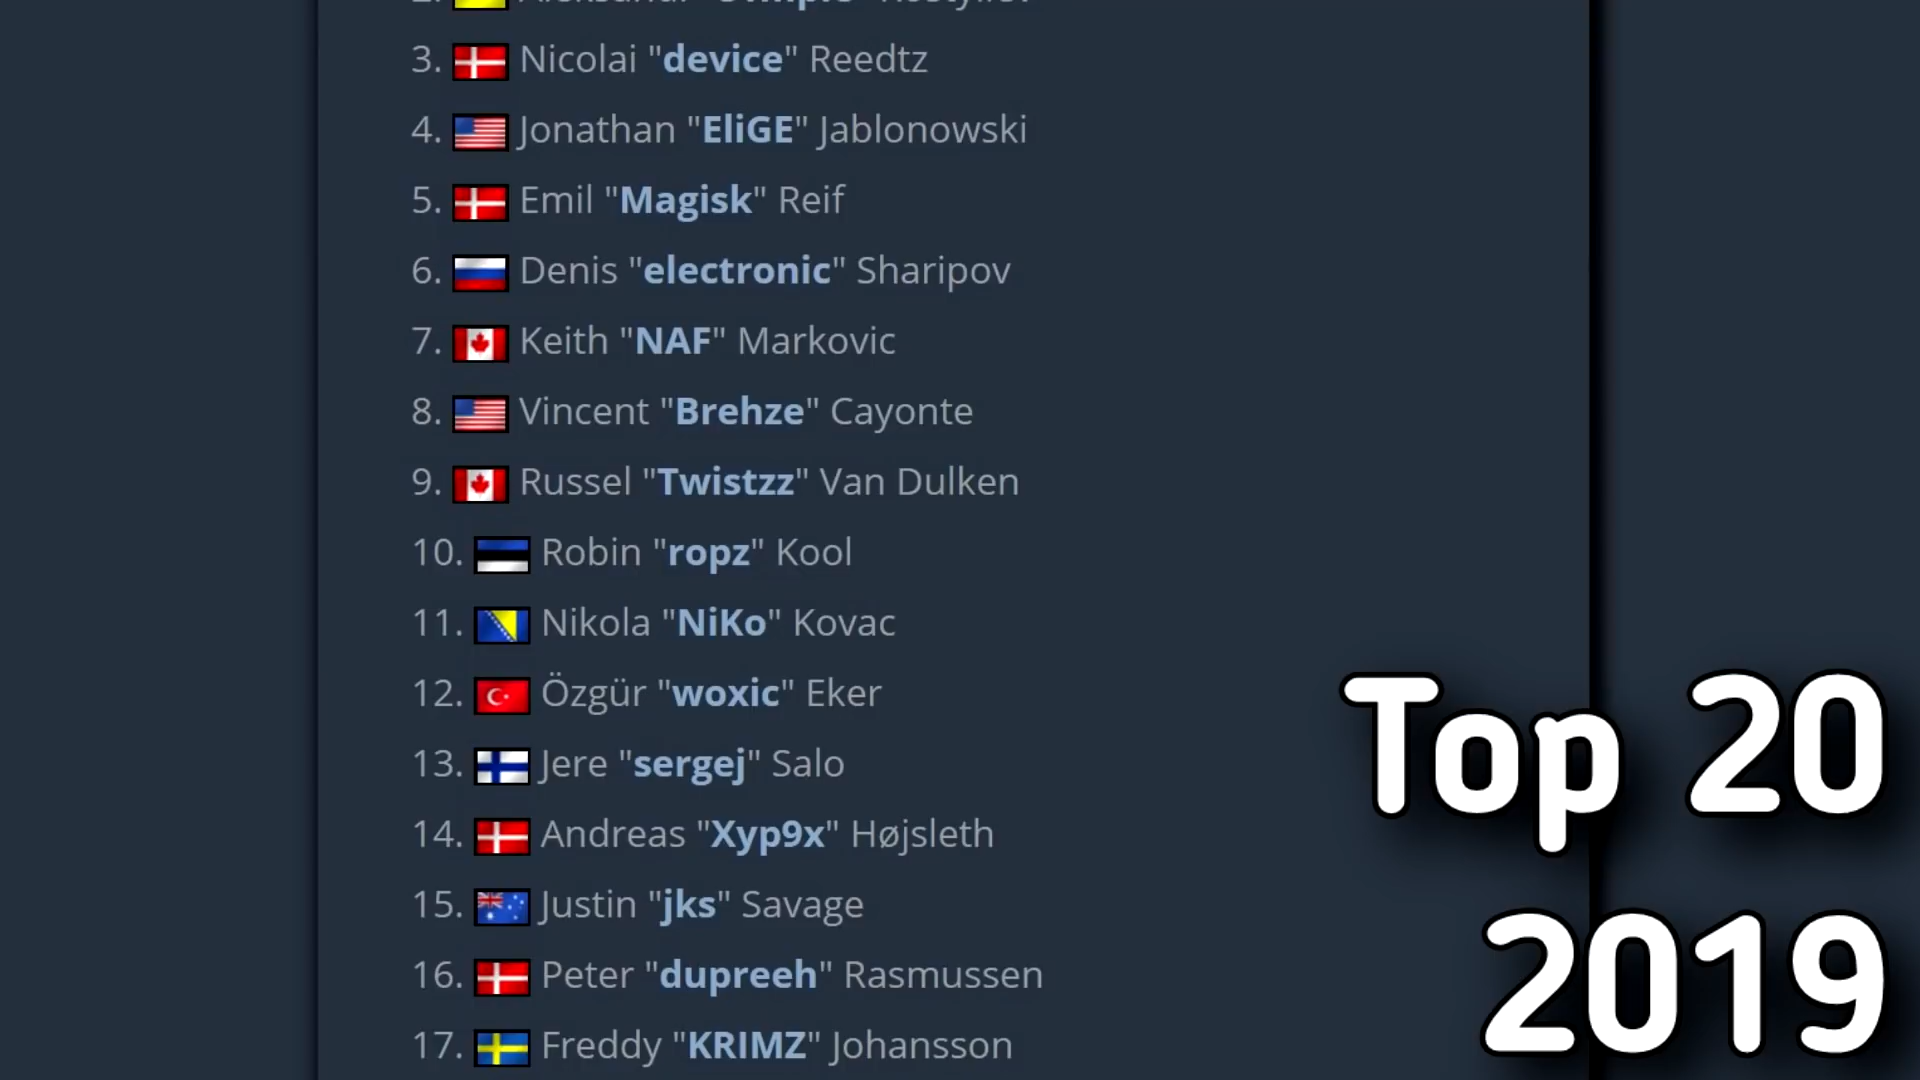 3. Nicolai "device" Reedtz
4. Jonathan "EliGE" Jablonowski
5. Emil "Magisk" Reif
6. Denis "electronic" Sharipov
7. Keith "NAF" Markovic
8. Vincent "Brehze" Cayonte
9. Russel "Twistzz" Van Dulken
10. Robin "ropz" Kool
11. Nikola "NiKo" Kovac
12. Özgür "woxic" Eker
13. Jere "sergej" Salo
14. Andreas "Xyp9x" Højsleth
15. Justin "jks" Savage
16. Peter "dupreeh" Rasmussen
17. Freddy "KRIMZ" Johansson
Top 20
2019